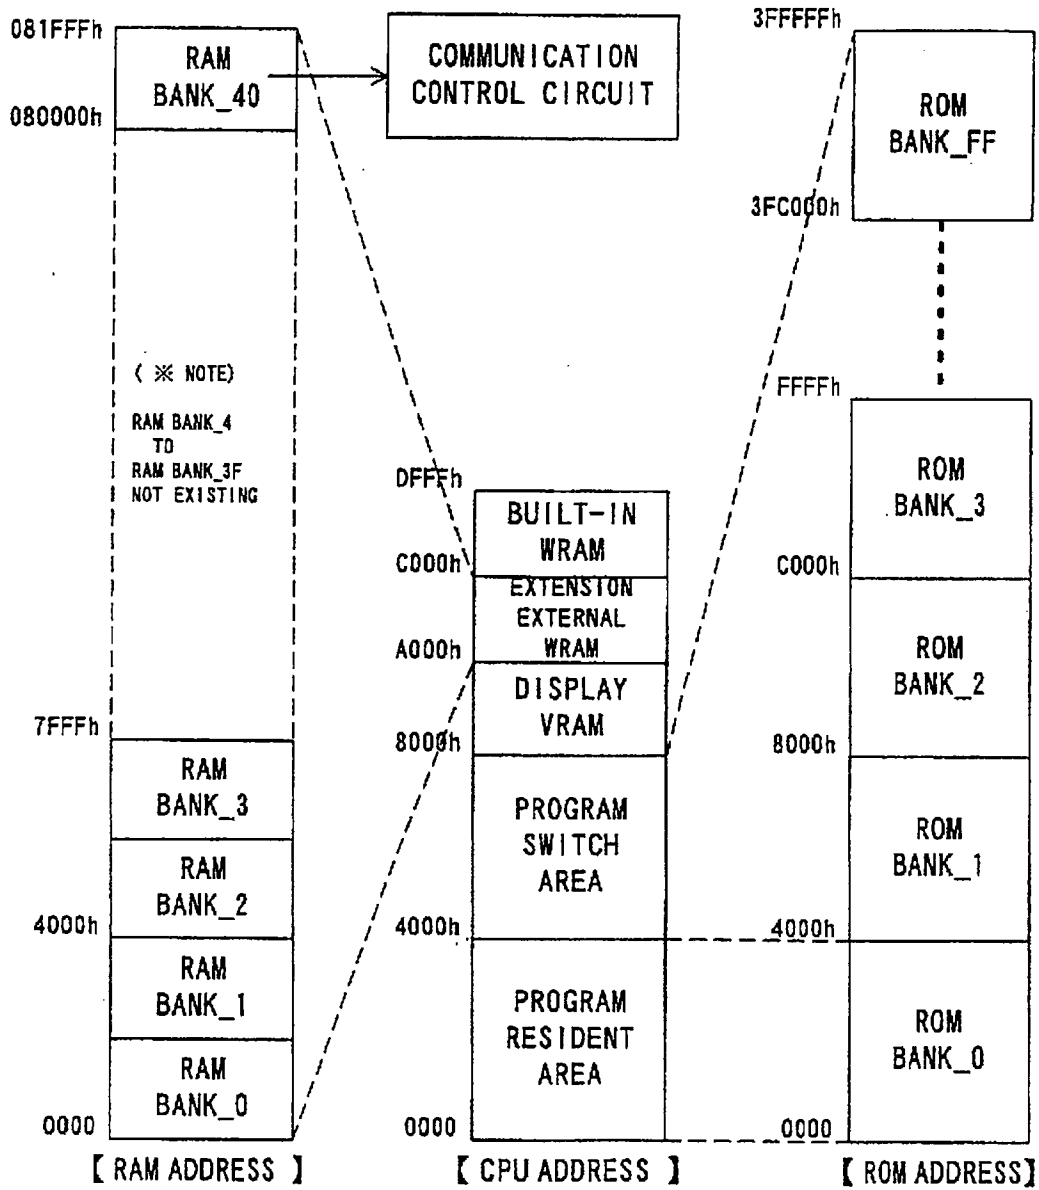 081FFFh
RAM
BANK_40
080000h
COMMUNICATION
CONTROL CIRCUIT
3FFFFFh
ROM
BANK_FF
3FC000h
( ※ NOTE)
RAM BANK_4
TO
RAM BANK_3F
NOT EXISTING
7FFFh
RAM
BANK_3
RAM
BANK_2
4000h
RAM
BANK_1
RAM
BANK_0
0000
【 RAM ADDRESS 】
DFFFh
BUILT-IN
WRAM
C000h
EXTENSION
EXTERNAL
WRAM
A000h
DISPLAY
VRAM
8000h
PROGRAM
SWITCH
AREA
4000h
PROGRAM
RESIDENT
AREA
0000
【 CPU ADDRESS 】
FFFFh
ROM
BANK_3
C000h
ROM
BANK_2
8000h
ROM
BANK_1
4000h
ROM
BANK_0
0000
【 ROM ADDRESS】